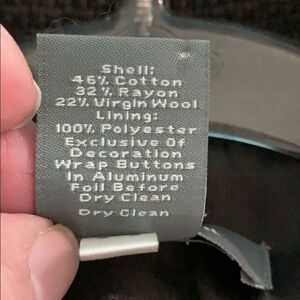 Shell:
46% Cotton
32% Rayon
22% Virgin Wool
Lining:
100% Polyester
Exclusive Of
Decoration
Wrap Buttons
In Aluminum
Foil Before
Dry Clean
Dry Clean